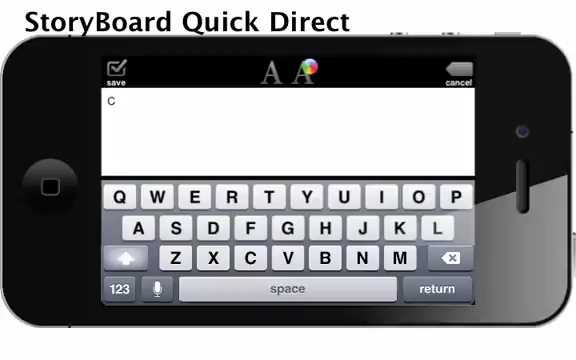 StoryBoard Quick Direct
save
A A
cancel
C
Q W E R T Y U I O P
A S D F G H J K L
Z X C V B N M
123 space return